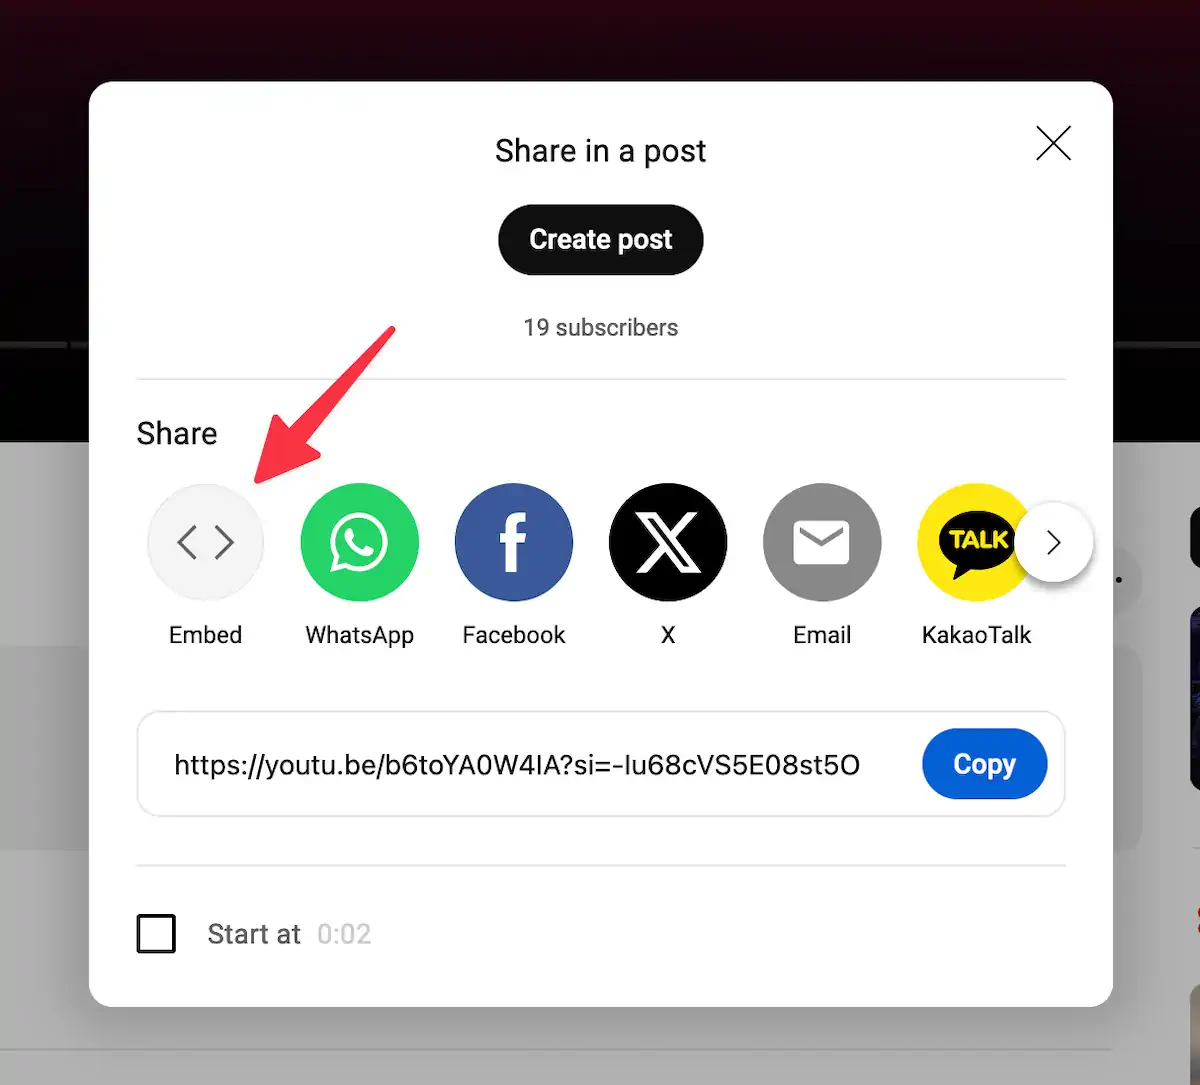 Share in a post
Create post
19 subscribers
Share
TALK
Embed
WhatsApp
Facebook
X
Email
KakaoTalk
https://youtu.be/b6toYA0W4IA?si=-lu68cVS5E08st5O
Copy
Start at 0:02